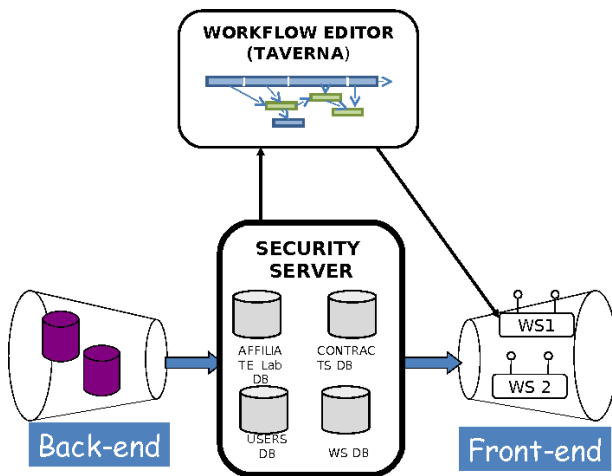 WORKFLOW EDITOR
(TAVERNA)
SECURITY
SERVER
AFFILIA
TE Lab
DB
CONTRAC
TS DB
USERS
DB
WS DB
WS1
WS 2
Back-end
Front-end